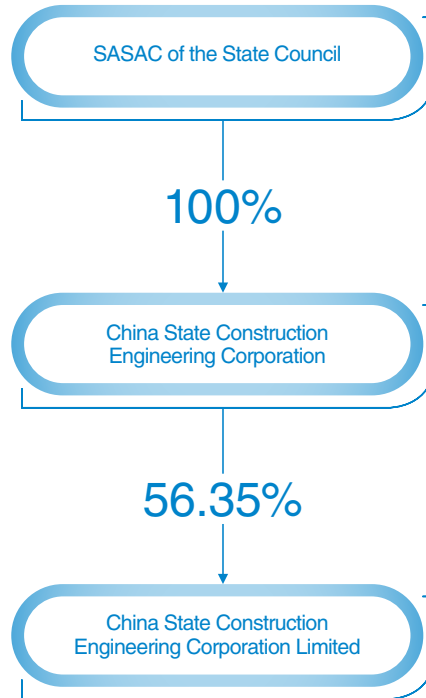 SASAC of the State Council
100%
China State Construction
Engineering Corporation
56.35%
China State Construction
Engineering Corporation Limited